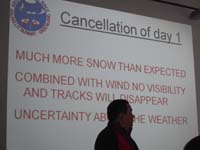 Cancellation of day 1
MUCH MORE SNOW THAN EXPECTED
COMBINED WITH WIND NO VISIBILITY
AND TRACKS WILL DISAPPEAR
UNCERTAINTY AB THE WEATHER